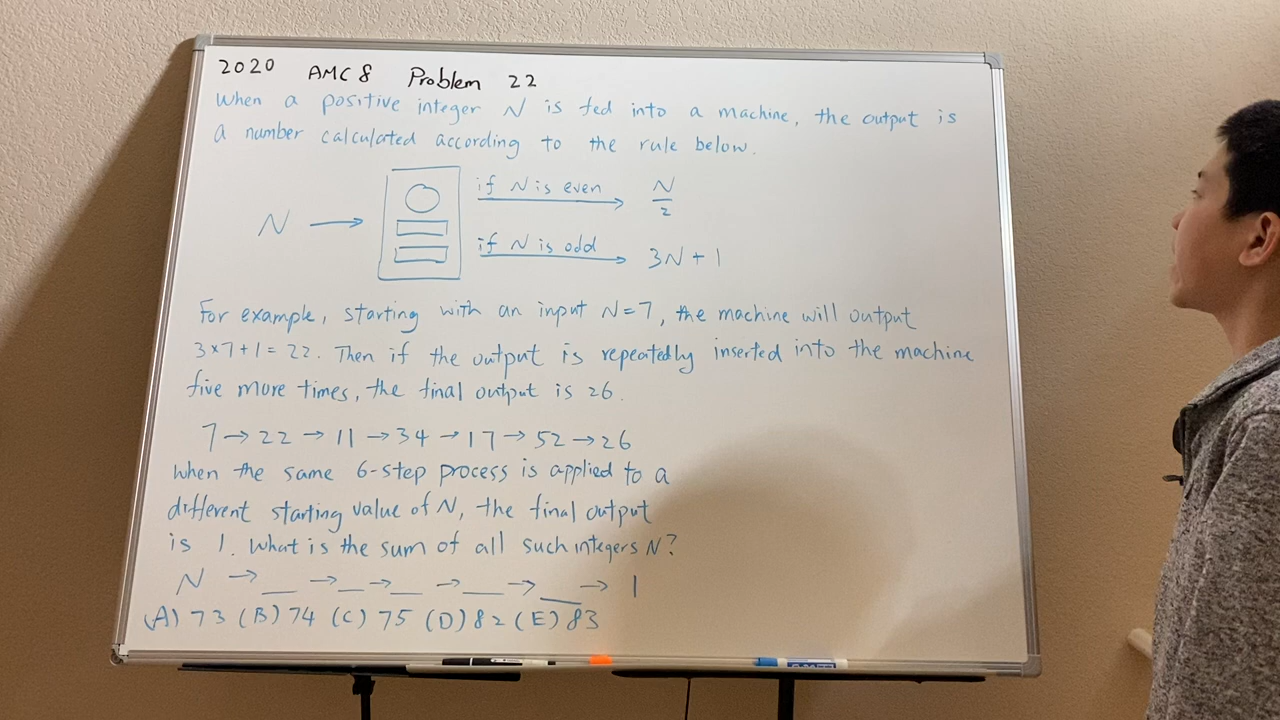 2020 AMC 8 Problem 22
When a positive integer N is fed into a machine, the output is
a number calculated according to the rule below.
if N is even N/2
N →
if N is odd 3N+1
For example, starting with an input N=7, the machine will output
3×7+1=22. Then if the output is repeatedly inserted into the machine
five more times, the final output is 26.
7→22→11→34→17→52→26
When the same 6-step process is applied to a
different starting value of N, the final output
is 1. What is the sum of all such integers N?
N → __ → __ → __ → __ → __ → 1
(A) 73 (B) 74 (C) 75 (D) 82 (E) 83